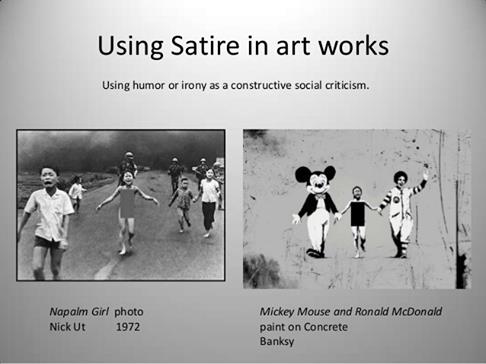 Using Satire in art works
Using humor or irony as a constructive social criticism.
Napalm Girl photo
Nick Ut 1972
Mickey Mouse and Ronald McDonald
paint on Concrete
Banksy